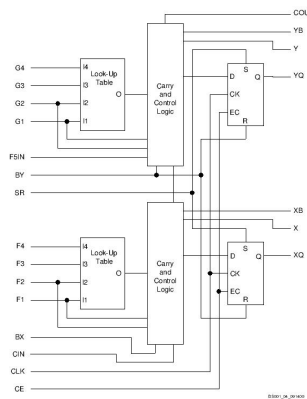 COU
YB
Y
G4
G3
G2
G1
I4
I3
I2
I1
Look-Up
Table
O
Carry
and
Control
Logic
S
D Q
CK
EC
R
YQ
F5IN
BY
SR
XB
X
F4
F3
F2
F1
I4
I3
I2
I1
Look-Up
Table
O
Carry
and
Control
Logic
S
D Q
CK
EC
R
XQ
BX
CIN
CLK
CE